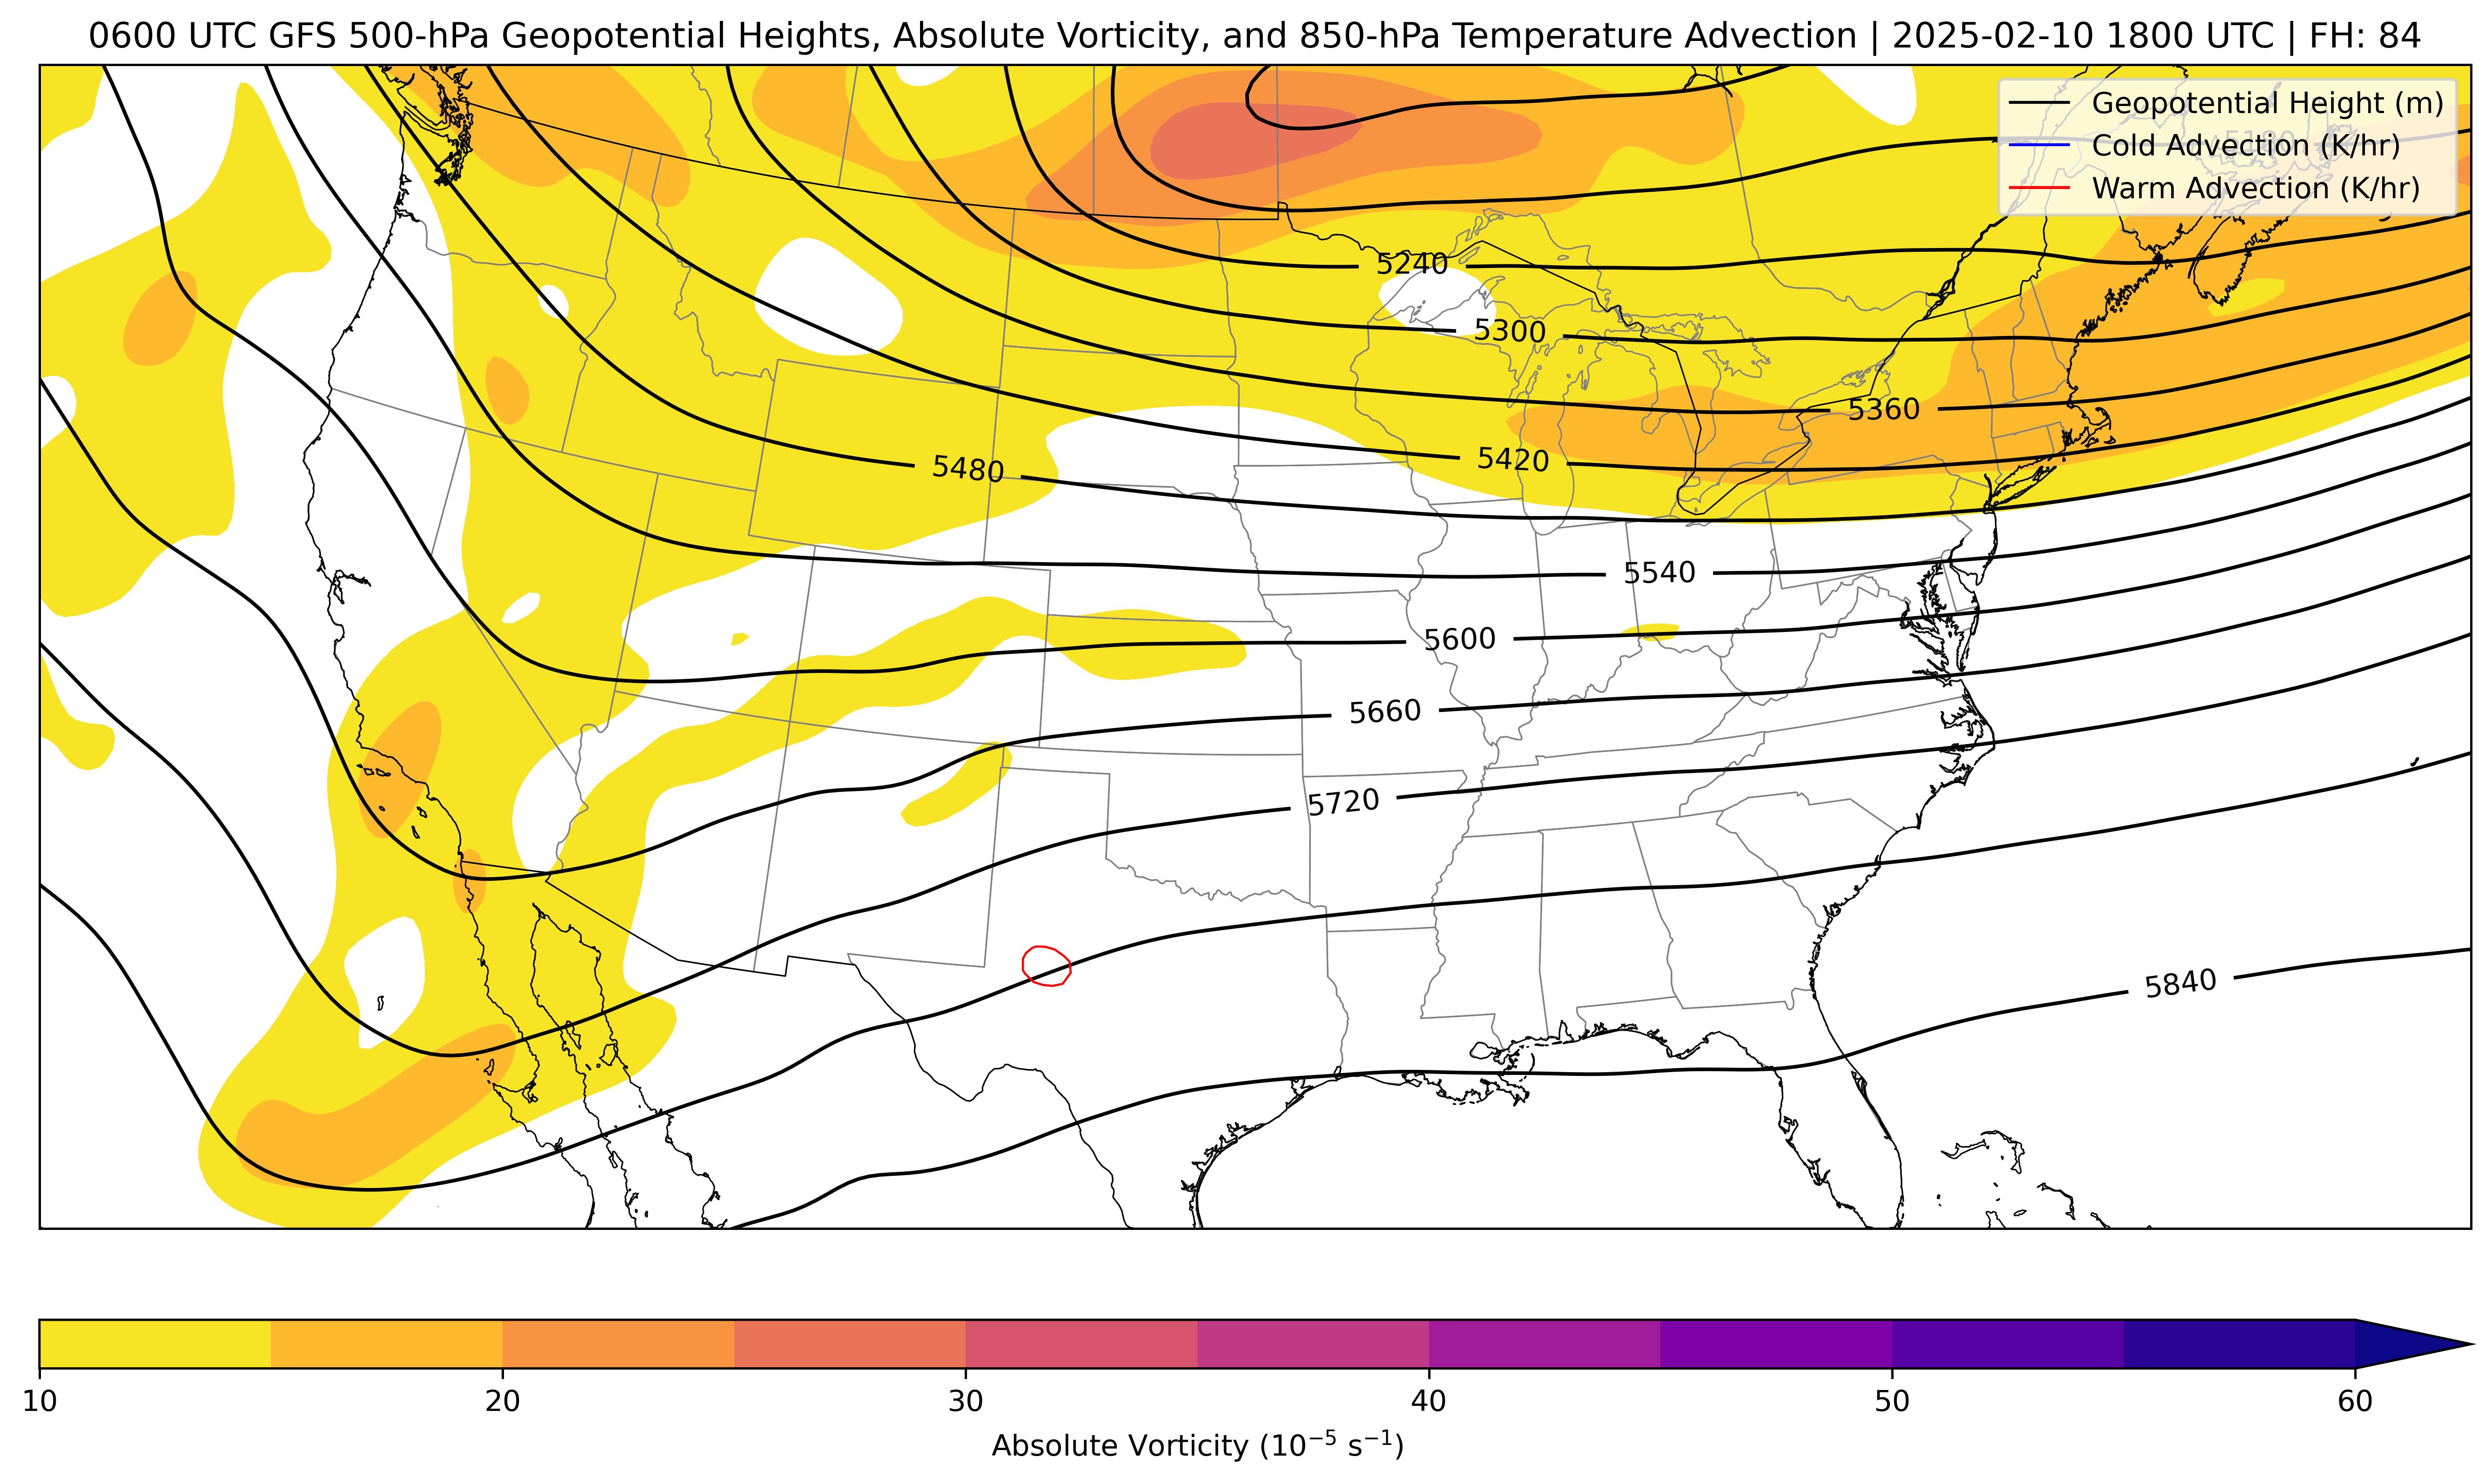 0600 UTC GFS 500-hPa Geopotential Heights, Absolute Vorticity, and 850-hPa Temperature Advection | 2025-02-10 1800 UTC | FH: 84
Geopotential Height (m)
Cold Advection (K/hr)
Warm Advection (K/hr)
5180
5240
5300
5360
5420
5480
5540
5600
5660
5720
5840
10 20 30 40 50 60
Absolute Vorticity (10⁻⁵ s⁻¹)